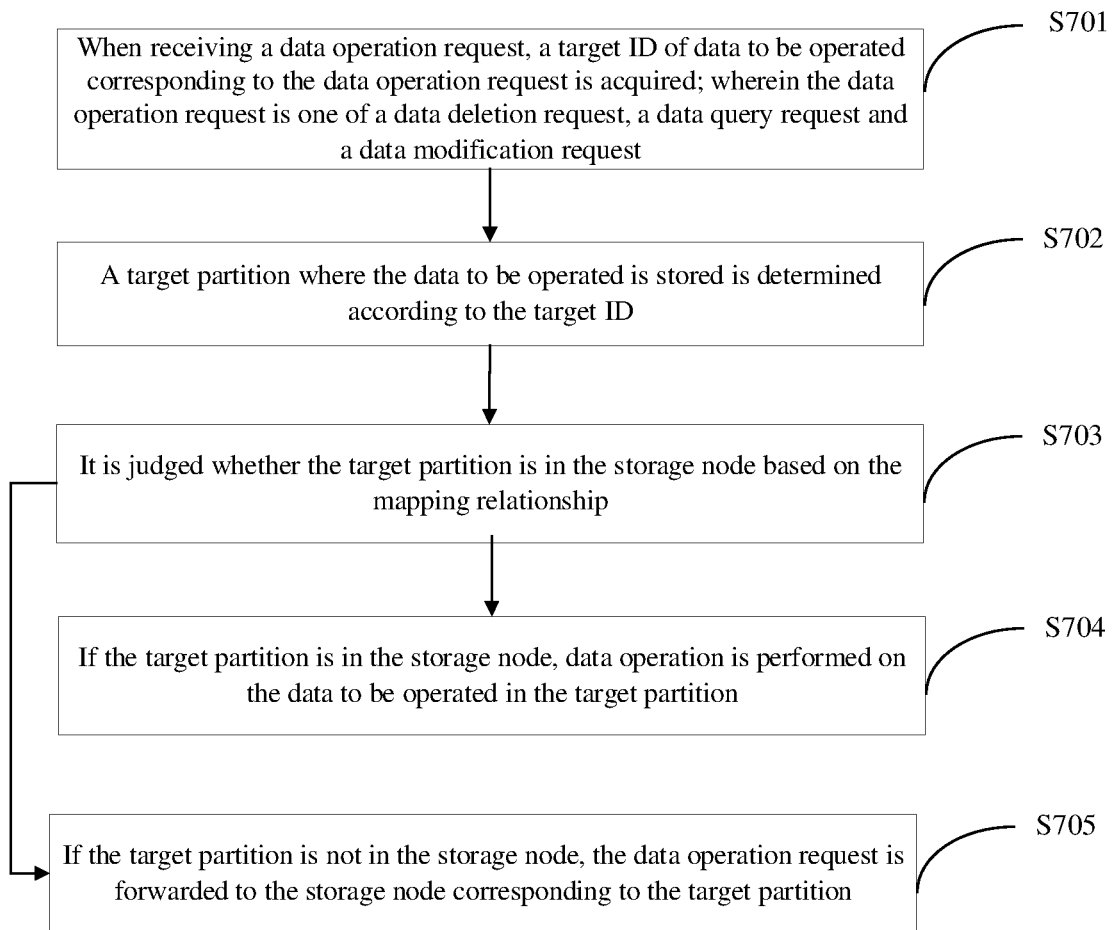 S701
When receiving a data operation request, a target ID of data to be operated
corresponding to the data operation request is acquired; wherein the data
operation request is one of a data deletion request, a data query request and
a data modification request
S702
A target partition where the data to be operated is stored is determined
according to the target ID
S703
It is judged whether the target partition is in the storage node based on the
mapping relationship
S704
If the target partition is in the storage node, data operation is performed on
the data to be operated in the target partition
S705
If the target partition is not in the storage node, the data operation request is
forwarded to the storage node corresponding to the target partition